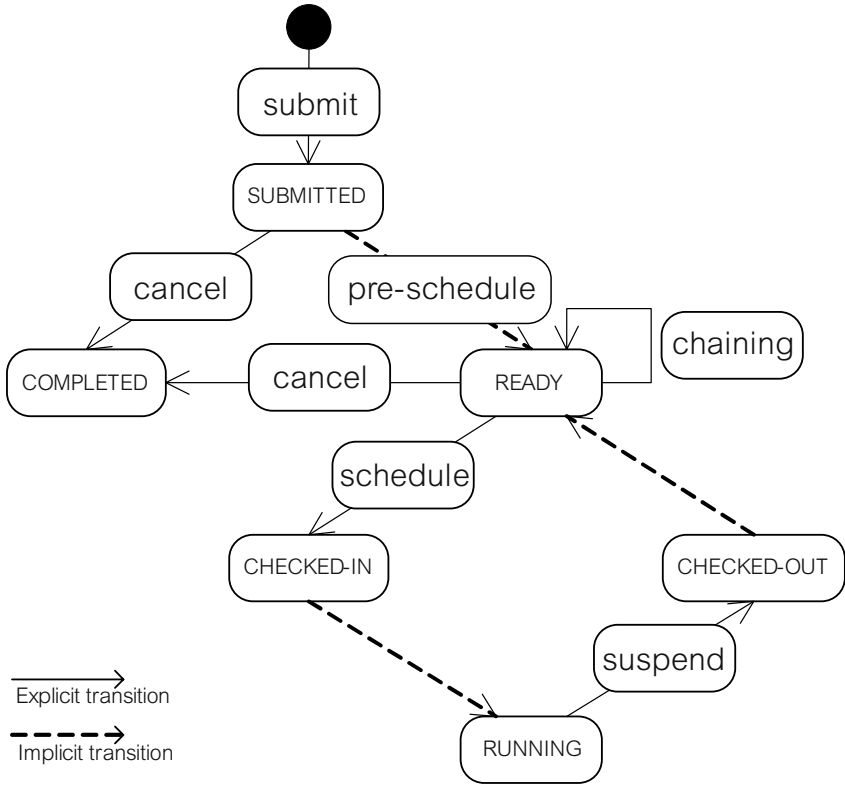 submit
SUBMITTED
cancel
pre-schedule
chaining
COMPLETED
cancel
READY
schedule
CHECKED-IN
CHECKED-OUT
suspend
Explicit transition
RUNNING
Implicit transition